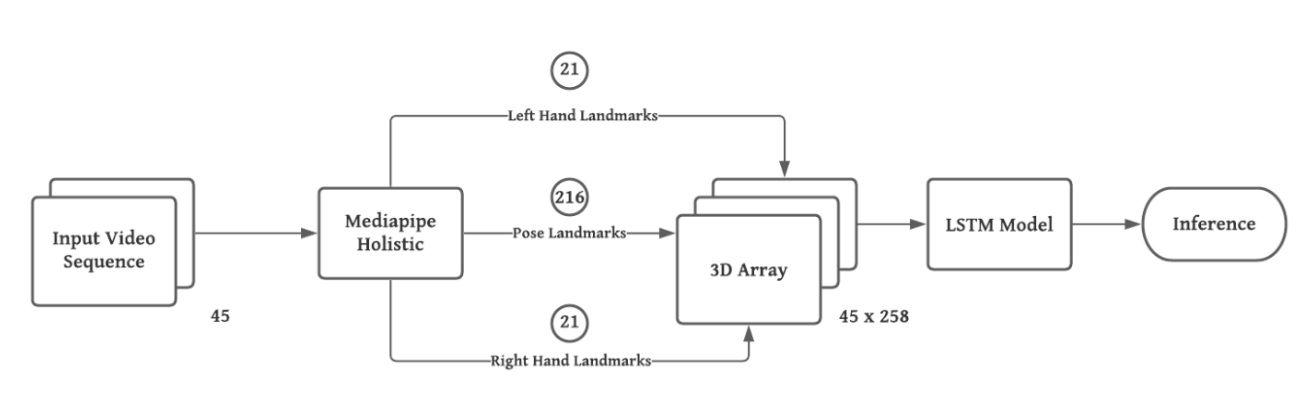 21
Left Hand Landmarks
Input Video
Sequence
45
Mediapipe
Holistic
216
Pose Landmarks
21
Right Hand Landmarks
3D Array
45 x 258
LSTM Model
Inference